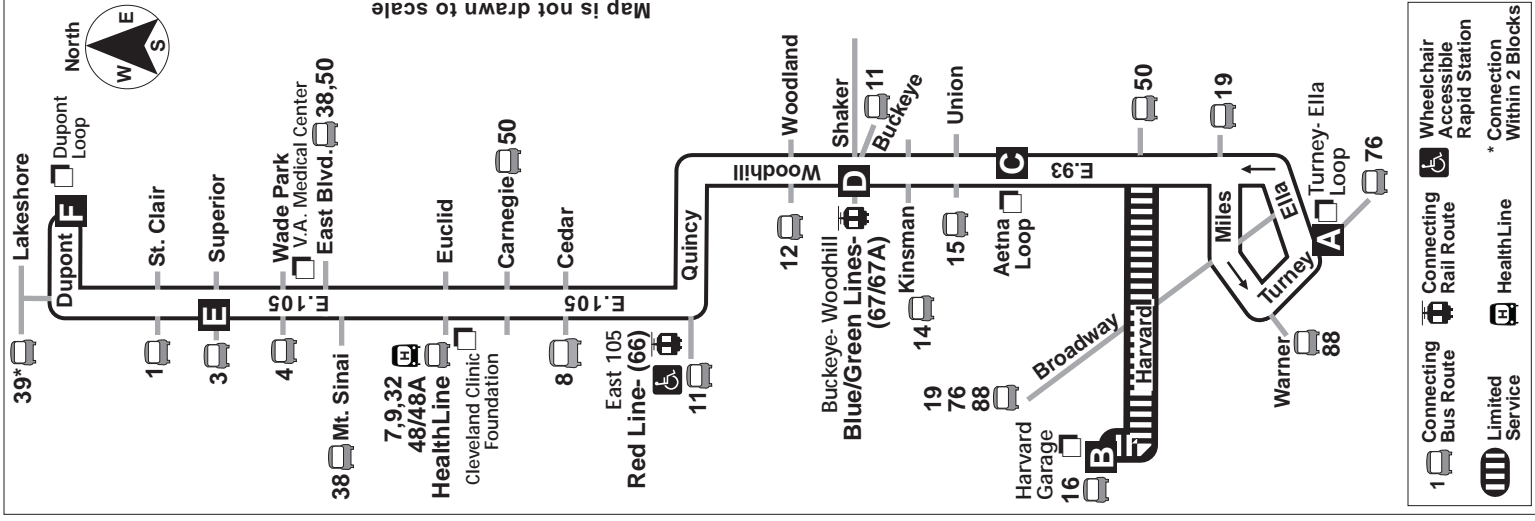 Map is not drawn to scale
North
W
E
S
Lakeshore
39*
Dupont
F
Dupont
Loop
St. Clair
1
E
Superior
3
Wade Park
4
V.A. Medical Center
East Blvd.
38,50
E.105
38
Mt. Sinai
7,9,32
48/48A
HealthLine
H
Euclid
Cleveland Clinic
Foundation
Carnegie
50
Cedar
8
E.105
East 105
Red Line- (66)
11
Quincy
Woodhill
Woodland
12
Shaker
D
11
Buckeye
Buckeye- Woodhill
Blue/Green Lines-
(67/67A)
Kinsman
14
Union
15
C
Aetna
Loop
E.93
50
19
76
88
Broadway
Harvard
Garage
B
16
Harvard
19
Miles
Ella
Turney
A
Turney- Ella
Loop
76
Warner
88
1
Connecting
Bus Route
Connecting
Rail Route
Wheelchair
Accessible
Rapid Station
Limited
Service
H
HealthLine
* Connection
Within 2 Blocks